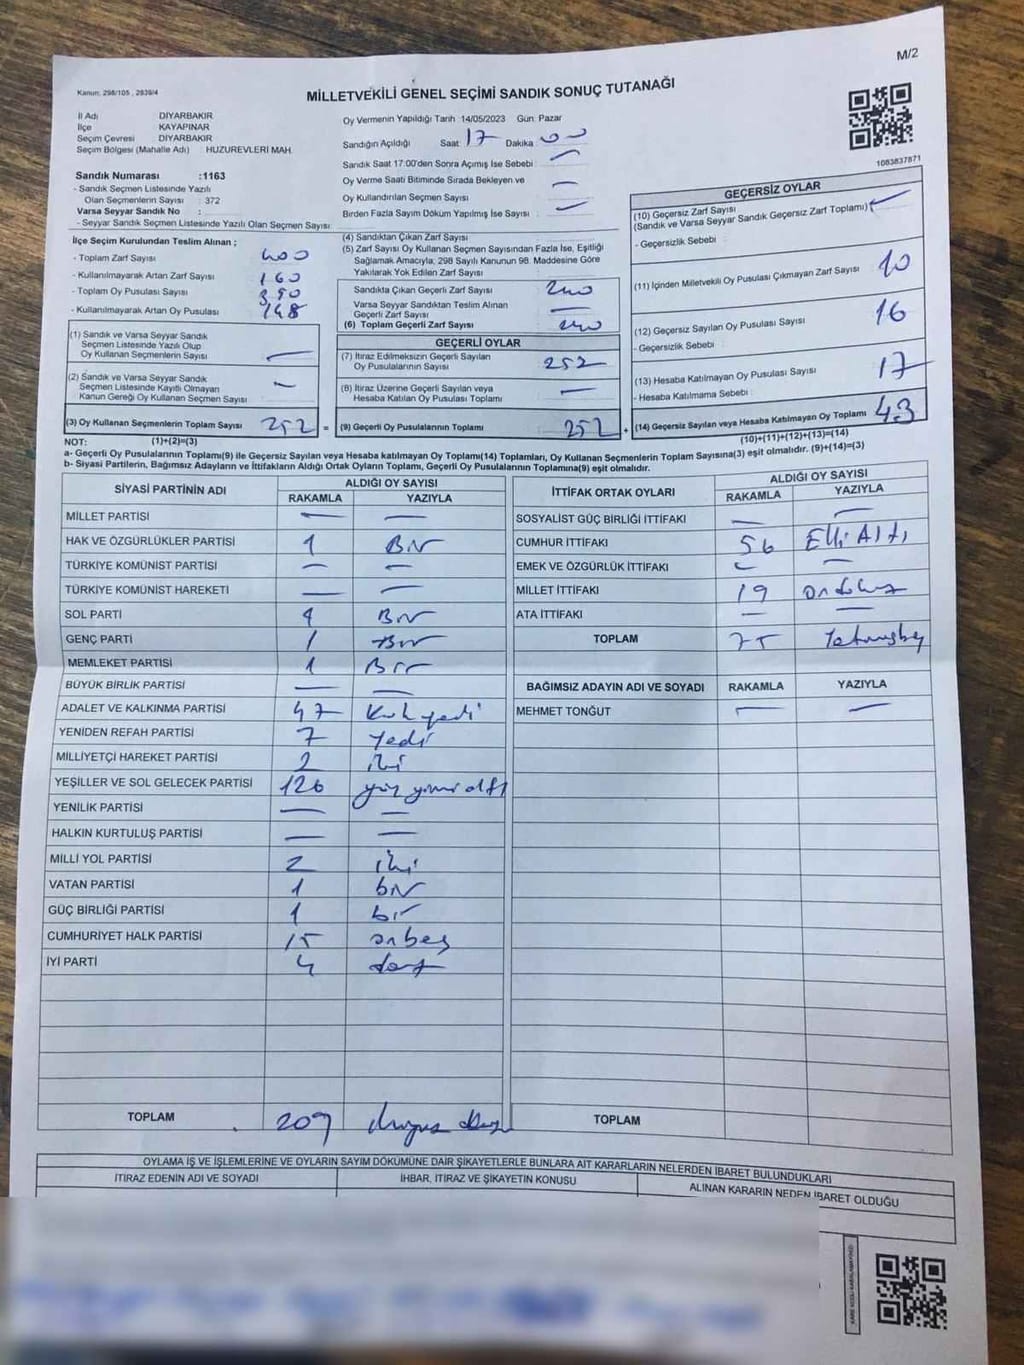 M/2
Kanun: 298/105 , 2839/4
MİLLETVEKİLİ GENEL SEÇİMİ SANDIK SONUÇ TUTANAĞI
İl Adı DİYARBAKIR
İlçe KAYAPINAR
Seçim Çevresi DİYARBAKIR
Seçim Bölgesi (Mahalle Adı) : HUZUREVLERİ MAH.
Sandık Numarası :1163
- Sandık Seçmen Listesinde Yazılı
Olan Seçmenlerin Sayısı : 372
Varsa Seyyar Sandık No :
- Seyyar Sandık Seçmen Listesinde Yazılı Olan Seçmen Sayısı
Oy Vermenin Yapıldığı Tarih 14/05/2023 Gün: Pazar
Sandığın Açıldığı Saat 17 Dakika 00
Sandık Saat 17:00'den Sonra Açımış İse Sebebi : —
Oy Verme Saati Bitiminde Sırada Bekleyen ve
Oy Kullandırılan Seçmen Sayısı —
Birden Fazla Sayım Döküm Yapılmış İse Sayısı —
1083837871
İlçe Seçim Kurulundan Teslim Alınan ;
- Toplam Zarf Sayısı 400
- Kullanılmayarak Artan Zarf Sayısı 160
- Toplam Oy Pusulası Sayısı 390
- Kullanılmayarak Artan Oy Pusulası 148
(1) Sandık ve Varsa Seyyar Sandık
Seçmen Listesinde Yazılı Olup
Oy Kullanan Seçmenlerin Sayısı —
(2) Sandık ve Varsa Seyyar Sandık
Seçmen Listesinde Kayıtlı Olmayan
Kanun Gereği Oy Kullanan Seçmen Sayısı —
(3) Oy Kullanan Seçmenlerin Toplam Sayısı 252 =
(4) Sandıktan Çıkan Zarf Sayısı
(5) Zarf Sayısı Oy Kullanan Seçmen Sayısından Fazla İse, Eşitliği
Sağlamak Amacıyla, 298 Sayılı Kanunun 98. Maddesine Göre
Yakılarak Yok Edilen Zarf Sayısı
Sandıkta Çıkan Geçerli Zarf Sayısı 240
Varsa Seyyar Sandıktan Teslim Alınan
Geçerli Zarf Sayısı —
(6) Toplam Geçerli Zarf Sayısı 240
GEÇERLİ OYLAR
(7) İtiraz Edilmeksizin Geçerli Sayılan
Oy Pusulasının Sayısı 252
(8) İtiraz Üzerine Geçerli Sayılan veya
Hesaba Katılan Oy Pusulası Toplamı —
(9) Geçerli Oy Pusulalarının Toplamı 252 +
GEÇERSİZ OYLAR
(10) Geçersiz Zarf Sayısı
(Sandık ve Varsa Seyyar Sandık Geçersiz Zarf Toplamı) —
- Geçersizlik Sebebi :
(11) İçinden Milletvekili Oy Pusulası Çıkmayan Zarf Sayısı 10
(12) Geçersiz Sayılan Oy Pusulası Sayısı 16
- Geçersizlik Sebebi :
(13) Hesaba Katılmayan Oy Pusulası Sayısı 17
- Hesaba Katılmama Sebebi :
(14) Geçersiz Sayılan veya Hesaba Katılmayan Oy Toplamı 43
NOT: (1)+(2)=(3) (10)+(11)+(12)+(13)=(14)
a- Geçerli Oy Pusulalarının Toplamı(9) ile Geçersiz Sayılan veya Hesaba Katılmayan Oy Toplamı(14) Toplamları, Oy Kullanan Seçmenlerin Toplam Sayısına(3) eşit olmalıdır. (9)+(14)=(3)
b- Siyasi Partilerin, Bağımsız Adayların ve İttifakların Aldığı Ortak Oyların Toplamı, Geçerli Oy Pusulalarının Toplamına(9) eşit olmalıdır.
SİYASİ PARTİNİN ADI ALDIĞI OY SAYISI
RAKAMLA YAZIYLA
MİLLET PARTİSİ — —
HAK VE ÖZGÜRLÜKLER PARTİSİ 1 Bir
TÜRKİYE KOMÜNİST PARTİSİ — —
TÜRKİYE KOMÜNİST HAREKETİ — —
SOL PARTİ 1 Bir
GENÇ PARTİ 1 Bir
MEMLEKET PARTİSİ 1 Bir
BÜYÜK BİRLİK PARTİSİ — —
ADALET VE KALKINMA PARTİSİ 47 Kırk yedi
YENİDEN REFAH PARTİSİ 7 Yedi
MİLLİYETÇİ HAREKET PARTİSİ 2 iki
YEŞİLLER VE SOL GELECEK PARTİSİ 126 yüz yirmi altı
YENİLİK PARTİSİ — —
HALKIN KURTULUŞ PARTİSİ — —
MİLLİ YOL PARTİSİ 2 iki
VATAN PARTİSİ 1 bir
GÜÇ BİRLİĞİ PARTİSİ 1 bir
CUMHURİYET HALK PARTİSİ 15 onbeş
İYİ PARTİ 4 dört
TOPLAM 209
İTTİFAK ORTAK OYLARI ALDIĞI OY SAYISI
RAKAMLA YAZIYLA
SOSYALİST GÜÇ BİRLİĞİ İTTİFAKI — —
CUMHUR İTTİFAKI 56 Elli Altı
EMEK VE ÖZGÜRLÜK İTTİFAKI — —
MİLLET İTTİFAKI 19 ondokuz
ATA İTTİFAKI — —
TOPLAM 75 Yetmişbeş
BAĞIMSIZ ADAYIN ADI VE SOYADI RAKAMLA YAZIYLA
MEHMET TONĞUT — —
TOPLAM
OYLAMA İŞ VE İŞLEMLERİNE VE OYLARIN SAYIM DÖKÜMÜNE DAİR ŞİKAYETLERLE BUNLARA AİT KARARLARIN NELERDEN İBARET BULUNDUKLARI
İTİRAZ EDENİN ADI VE SOYADI İHBAR, İTİRAZ VE ŞİKAYETİN KONUSU ALINAN KARARIN NEDEN İBARET OLDUĞU